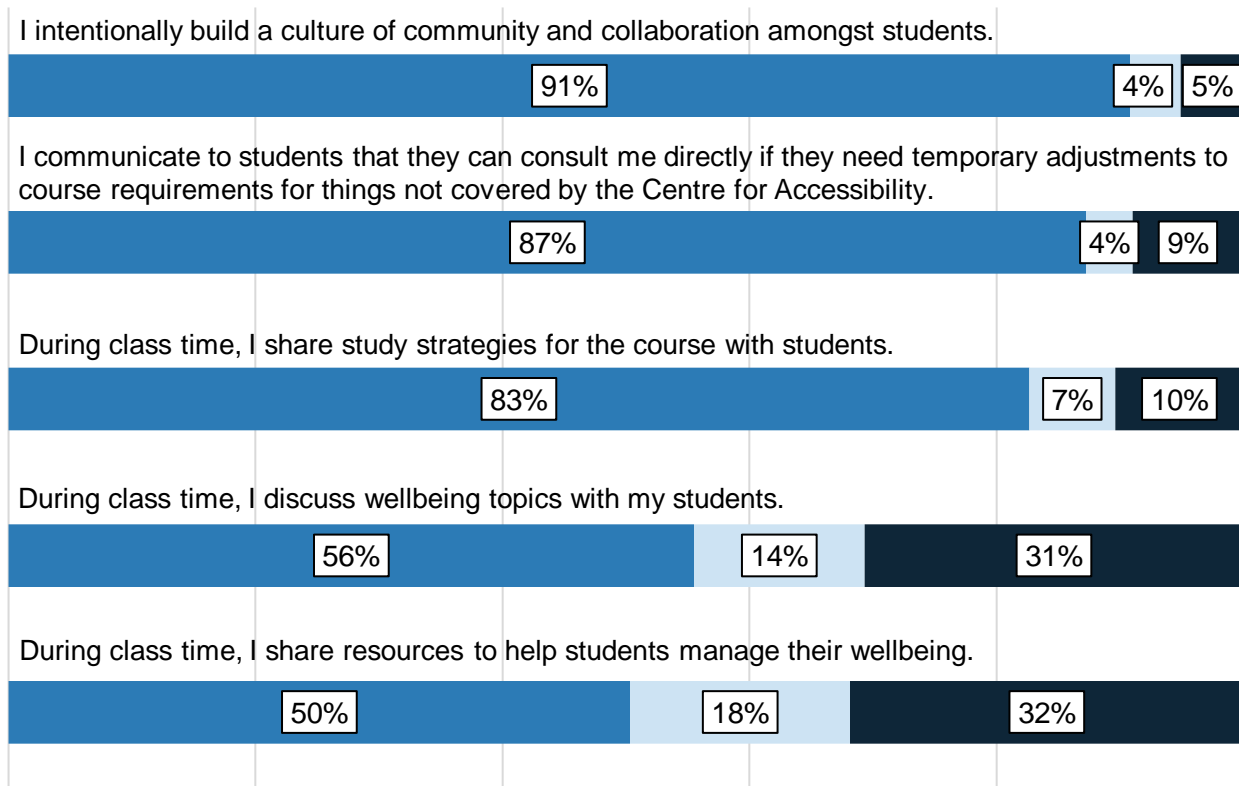 I intentionally build a culture of community and collaboration amongst students.
91% 4% 5%
I communicate to students that they can consult me directly if they need temporary adjustments to
course requirements for things not covered by the Centre for Accessibility.
87% 4% 9%
During class time, I share study strategies for the course with students.
83% 7% 10%
During class time, I discuss wellbeing topics with my students.
56% 14% 31%
During class time, I share resources to help students manage their wellbeing.
50% 18% 32%